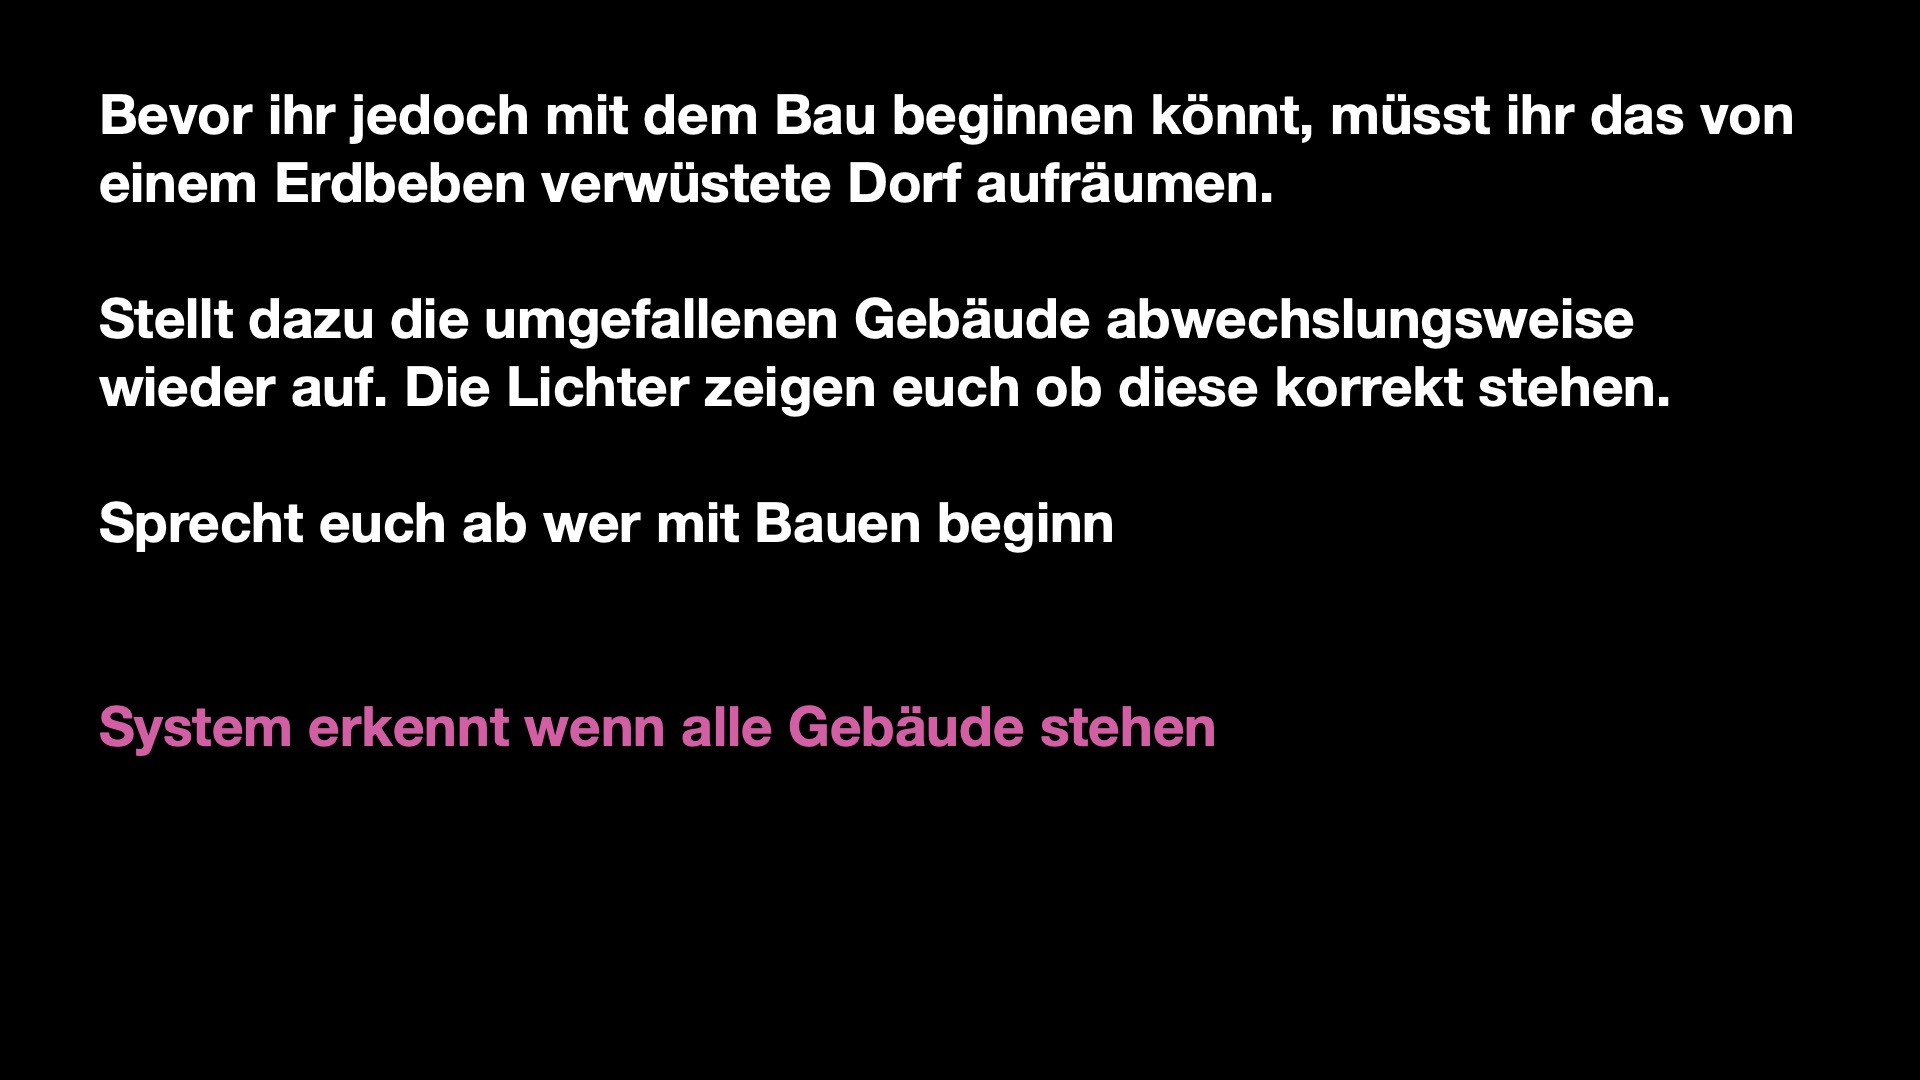 Bevor ihr jedoch mit dem Bau beginnen könnt, müsst ihr das von
einem Erdbeben verwüstete Dorf aufräumen.
Stellt dazu die umgefallenen Gebäude abwechslungsweise
wieder auf. Die Lichter zeigen euch ob diese korrekt stehen.
Sprecht euch ab wer mit Bauen beginn
System erkennt wenn alle Gebäude stehen